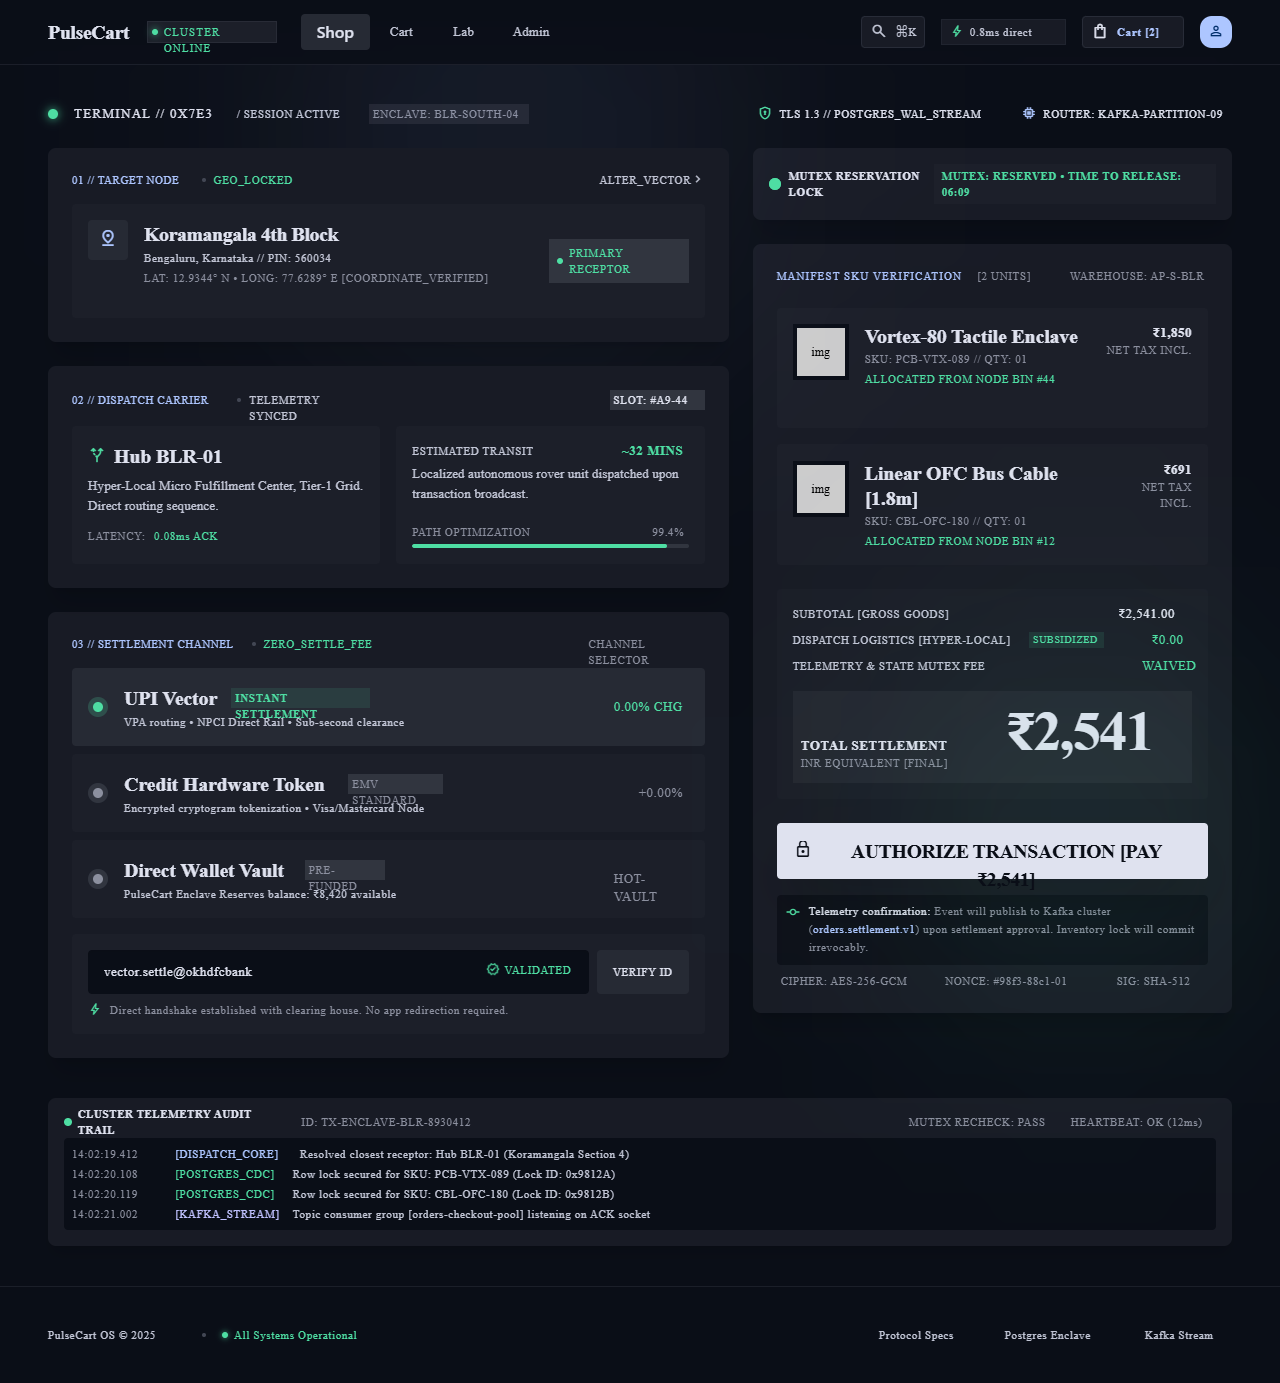 PulseCart
CLUSTER ONLINE
Shop
Cart
Lab
Admin
⌘K
0.8ms direct
Cart [2]
TERMINAL // 0X7E3
/ SESSION ACTIVE
ENCLAVE: BLR-SOUTH-04
TLS 1.3 // POSTGRES_WAL_STREAM
ROUTER: KAFKA-PARTITION-09
01 // TARGET NODE
GEO_LOCKED
ALTER_VECTOR
Koramangala 4th Block
Bengaluru, Karnataka // PIN: 560034
LAT: 12.9344° N • LONG: 77.6289° E [COORDINATE_VERIFIED]
PRIMARY
RECEPTOR
MUTEX RESERVATION
LOCK
MUTEX: RESERVED • TIME TO RELEASE:
06:09
02 // DISPATCH CARRIER
TELEMETRY
SYNCED
SLOT: #A9-44
Hub BLR-01
Hyper-Local Micro Fulfillment Center, Tier-1 Grid.
Direct routing sequence.
LATENCY: 0.08ms ACK
ESTIMATED TRANSIT
~32 MINS
Localized autonomous rover unit dispatched upon
transaction broadcast.
PATH OPTIMIZATION
99.4%
03 // SETTLEMENT CHANNEL
ZERO_SETTLE_FEE
CHANNEL
SELECTOR
UPI Vector
INSTANT
SETTLEMENT
VPA routing • NPCI Direct Rail • Sub-second clearance
0.00% CHG
Credit Hardware Token
EMV
STANDARD
Encrypted cryptogram tokenization • Visa/Mastercard Node
+0.00%
Direct Wallet Vault
PRE-
FUNDED
PulseCart Enclave Reserves balance: ₹8,420 available
HOT-
VAULT
vector.settle@okhdfcbank
VALIDATED
VERIFY ID
Direct handshake established with clearing house. No app redirection required.
MANIFEST SKU VERIFICATION
[2 UNITS]
WAREHOUSE: AP-S-BLR
img
Vortex-80 Tactile Enclave
SKU: PCB-VTX-089 // QTY: 01
ALLOCATED FROM NODE BIN #44
₹1,850
NET TAX INCL.
img
Linear OFC Bus Cable
[1.8m]
SKU: CBL-OFC-180 // QTY: 01
ALLOCATED FROM NODE BIN #12
₹691
NET TAX
INCL.
SUBTOTAL [GROSS GOODS]
₹2,541.00
DISPATCH LOGISTICS [HYPER-LOCAL]
SUBSIDIZED
₹0.00
TELEMETRY & STATE MUTEX FEE
WAIVED
TOTAL SETTLEMENT
INR EQUIVALENT [FINAL]
₹2,541
AUTHORIZE TRANSACTION [PAY
₹2,541]
Telemetry confirmation: Event will publish to Kafka cluster
(orders.settlement.v1) upon settlement approval. Inventory lock will commit
irrevocably.
CIPHER: AES-256-GCM
NONCE: #98f3-88c1-01
SIG: SHA-512
CLUSTER TELEMETRY AUDIT
TRAIL
ID: TX-ENCLAVE-BLR-8930412
MUTEX RECHECK: PASS
HEARTBEAT: OK (12ms)
14:02:19.412 [DISPATCH_CORE] Resolved closest receptor: Hub BLR-01 (Koramangala Section 4)
14:02:20.108 [POSTGRES_CDC] Row lock secured for SKU: PCB-VTX-089 (Lock ID: 0x9812A)
14:02:20.119 [POSTGRES_CDC] Row lock secured for SKU: CBL-OFC-180 (Lock ID: 0x9812B)
14:02:21.002 [KAFKA_STREAM] Topic consumer group [orders-checkout-pool] listening on ACK socket
PulseCart OS © 2025
All Systems Operational
Protocol Specs
Postgres Enclave
Kafka Stream